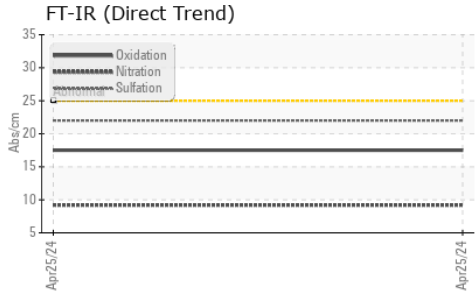 FT-IR (Direct Trend)
35
30
25
20
15
10
5
Abs/cm
Oxidation
Nitration
Sulfation
Abnormal
Apr25/24
Apr25/24